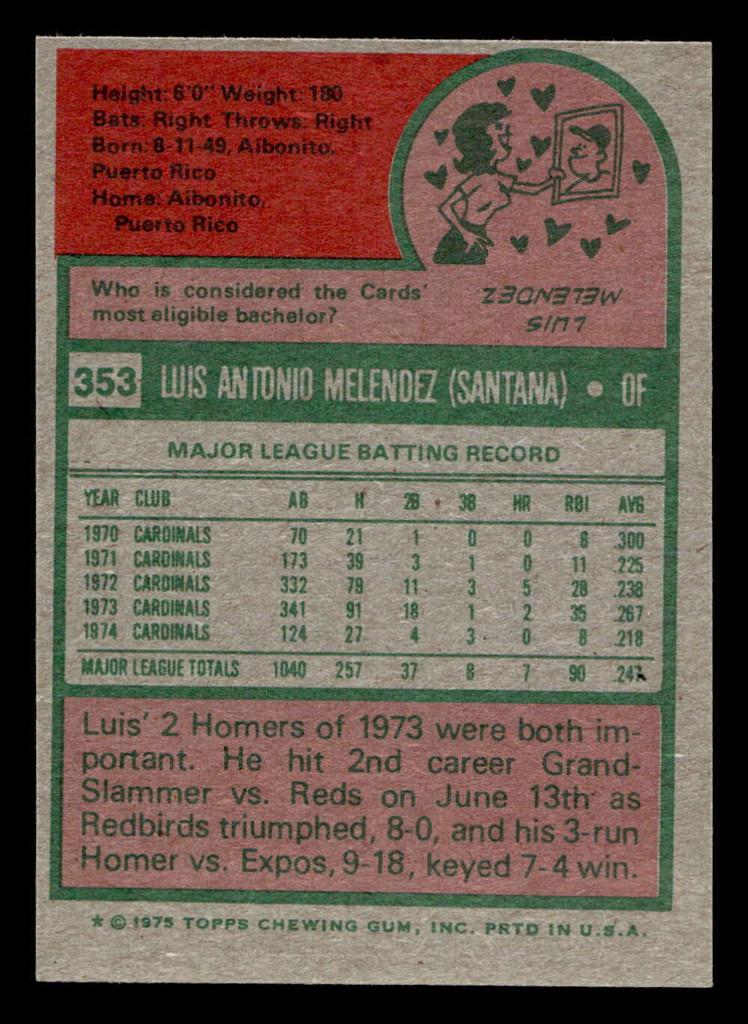 Height: 6'0" Weight: 180
Bats: Right Throws: Right
Born: 8-11-49, Aibonito,
Puerto Rico
Home: Aibonito,
Puerto Rico
Who is considered the Cards'
most eligible bachelor?
LUIS
MELENDEZ
353 LUIS ANTONIO MELENDEZ (SANTANA) • OF
MAJOR LEAGUE BATTING RECORD
YEAR CLUB AB H 2B 3B HR RBI AVG
1970 CARDINALS 70 21 1 0 0 8 .300
1971 CARDINALS 173 39 3 1 0 11 .225
1972 CARDINALS 332 79 11 3 5 28 .238
1973 CARDINALS 341 91 18 1 2 35 .267
1974 CARDINALS 124 27 4 3 0 8 .218
MAJOR LEAGUE TOTALS 1040 257 37 8 7 90 .247
Luis' 2 Homers of 1973 were both im-
portant. He hit 2nd career Grand-
Slammer vs. Reds on June 13th as
Redbirds triumphed, 8-0, and his 3-run
Homer vs. Expos, 9-18, keyed 7-4 win.
* © 1975 TOPPS CHEWING GUM, INC. PRTD IN U.S.A.